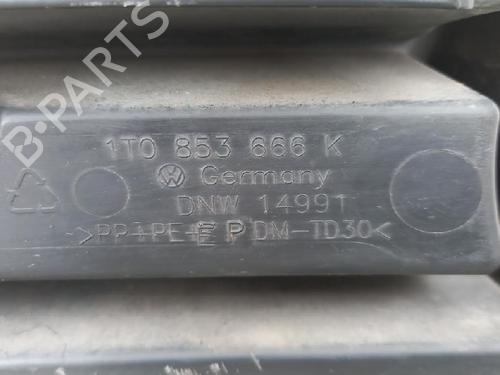 B-PARTS
1T0 853 666 K
Germany
DNW 14991
>PP+PE+E P DM-TD30<